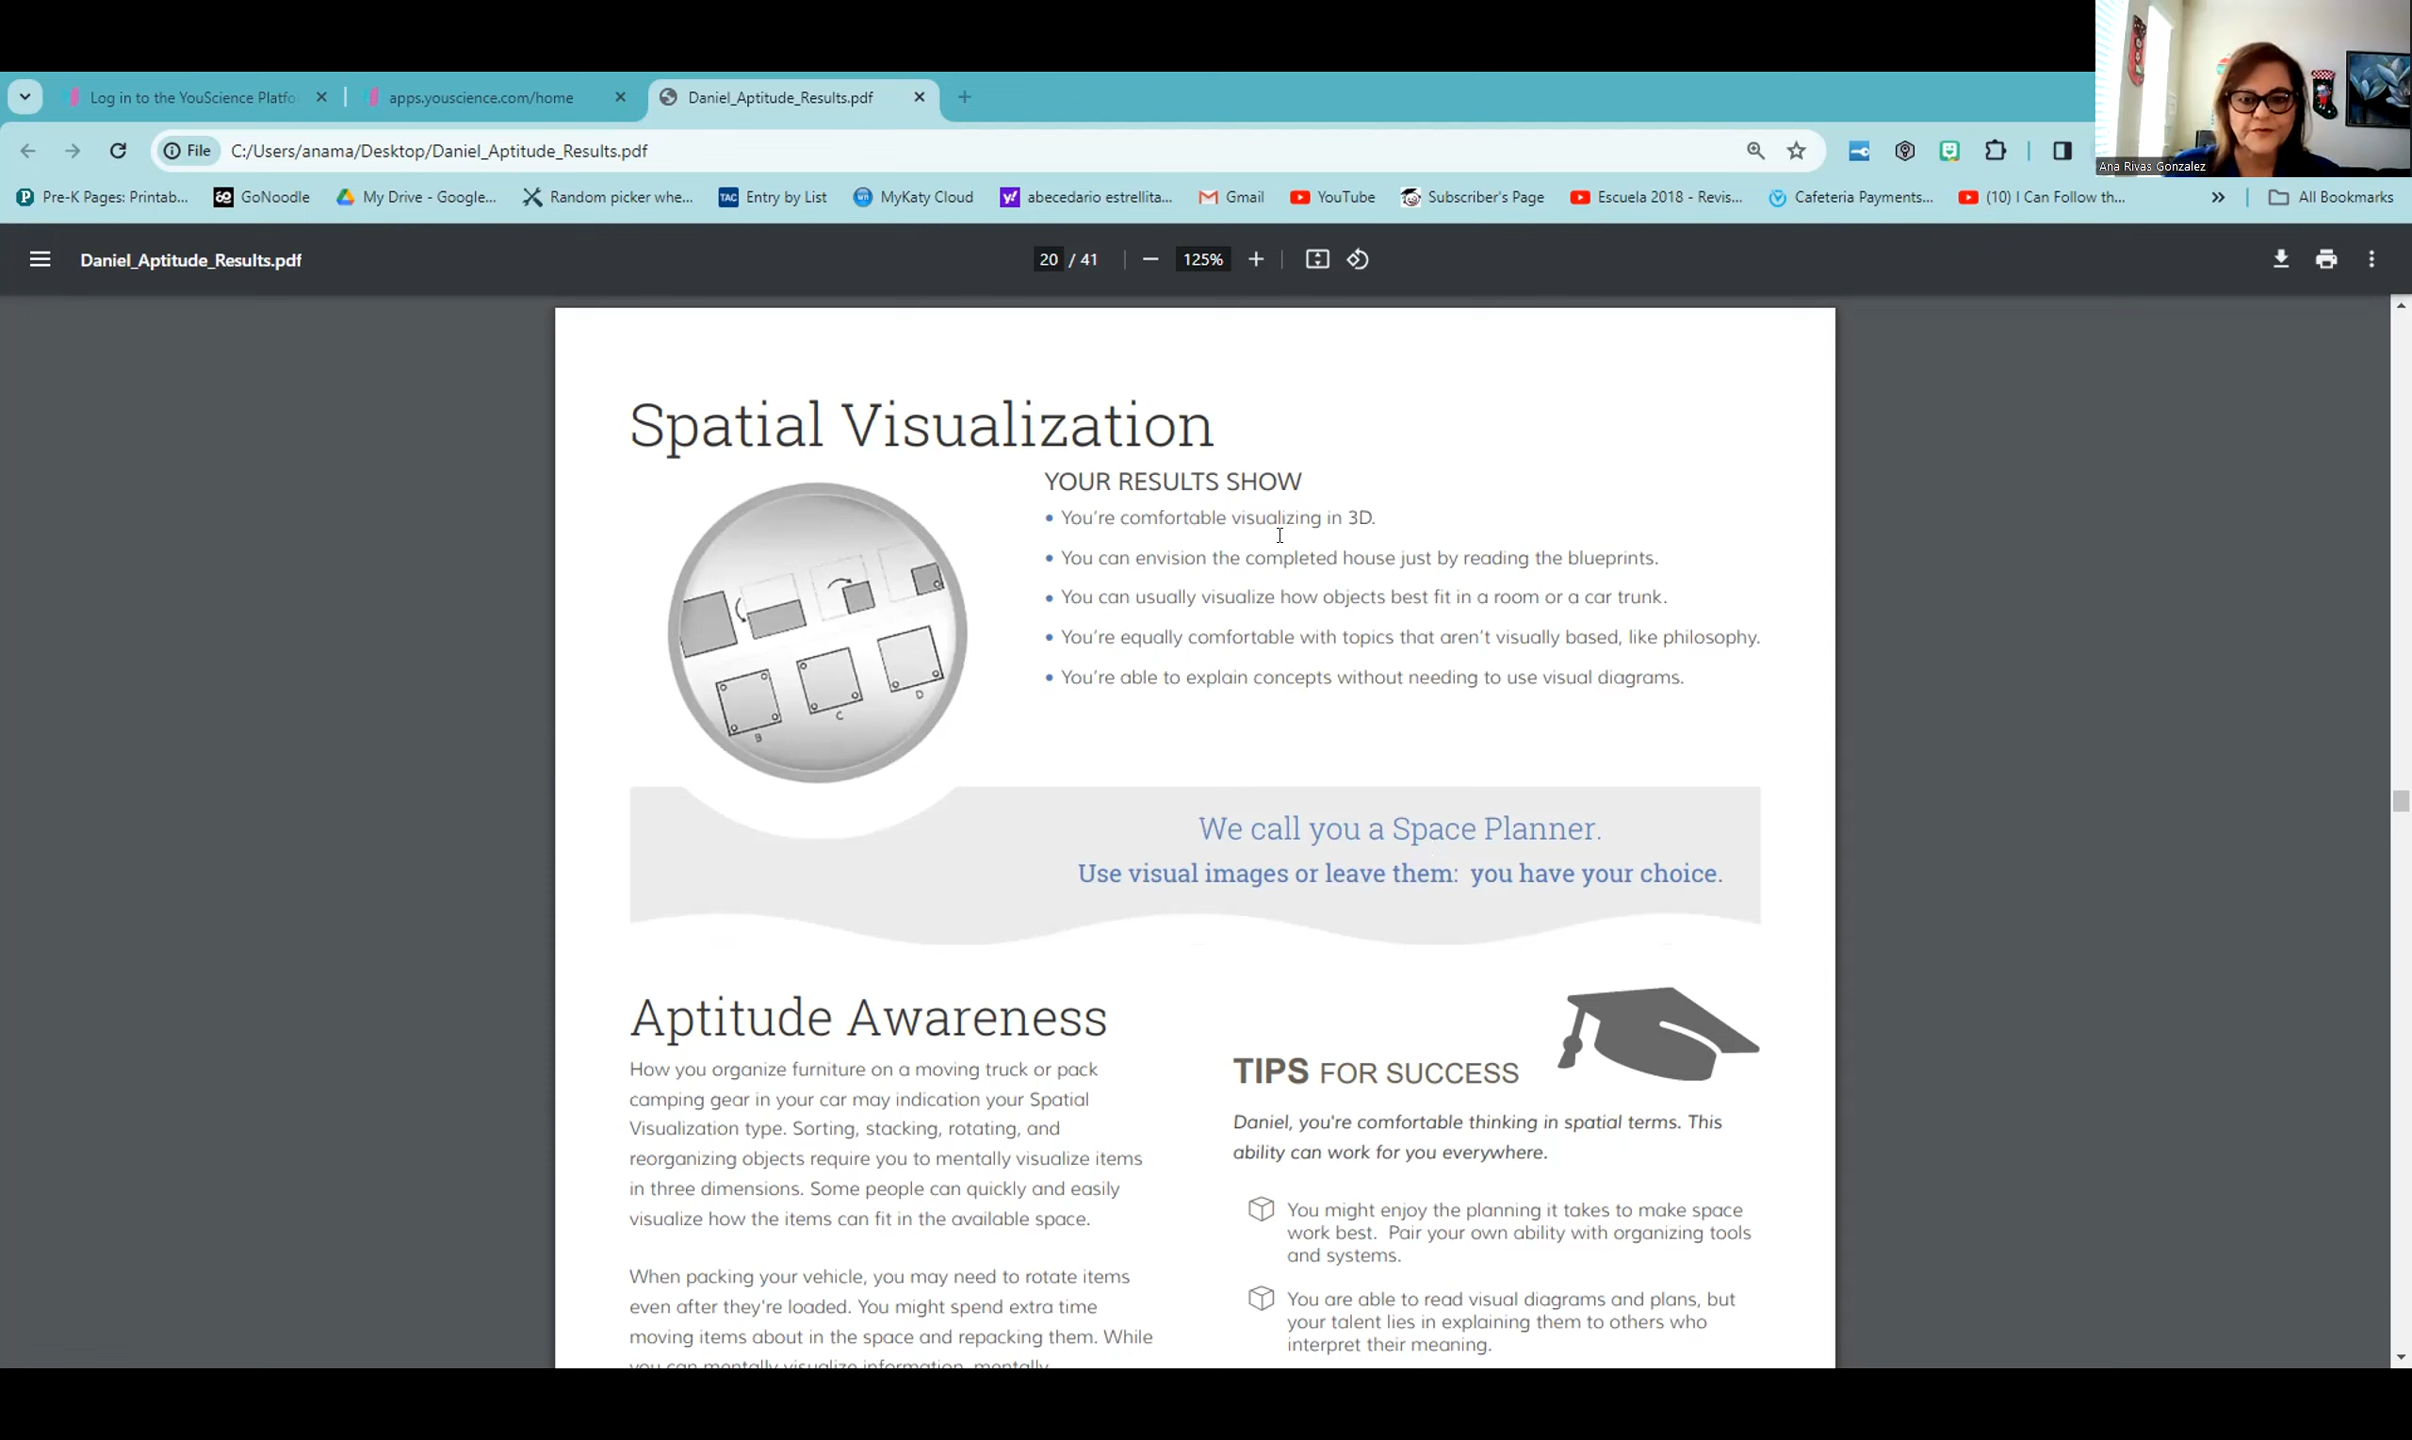 Log in to the YouScience Platfo
apps.youscience.com/home
Daniel_Aptitude_Results.pdf
File
C:/Users/anama/Desktop/Daniel_Aptitude_Results.pdf
Pre-K Pages: Printab...
GoNoodle
My Drive - Google...
Random picker whe...
TAC
Entry by List
MyKaty Cloud
abecedario estrellita...
Gmail
YouTube
Subscriber's Page
Escuela 2018 - Revis...
Cafeteria Payments...
(10) I Can Follow th...
All Bookmarks
Ana Rivas Gonzalez
Daniel_Aptitude_Results.pdf
20 / 41
125%
Spatial Visualization
YOUR RESULTS SHOW
• You're comfortable visualizing in 3D.
• You can envision the completed house just by reading the blueprints.
• You can usually visualize how objects best fit in a room or a car trunk.
• You're equally comfortable with topics that aren't visually based, like philosophy.
• You're able to explain concepts without needing to use visual diagrams.
B
C
D
We call you a Space Planner.
Use visual images or leave them:  you have your choice.
Aptitude Awareness
How you organize furniture on a moving truck or pack
camping gear in your car may indication your Spatial
Visualization type. Sorting, stacking, rotating, and
reorganizing objects require you to mentally visualize items
in three dimensions. Some people can quickly and easily
visualize how the items can fit in the available space.
When packing your vehicle, you may need to rotate items
even after they're loaded. You might spend extra time
moving items about in the space and repacking them. While
you can mentally visualize information, mentally
TIPS FOR SUCCESS
Daniel, you're comfortable thinking in spatial terms. This
ability can work for you everywhere.
You might enjoy the planning it takes to make space
work best.  Pair your own ability with organizing tools
and systems.
You are able to read visual diagrams and plans, but
your talent lies in explaining them to others who
interpret their meaning.